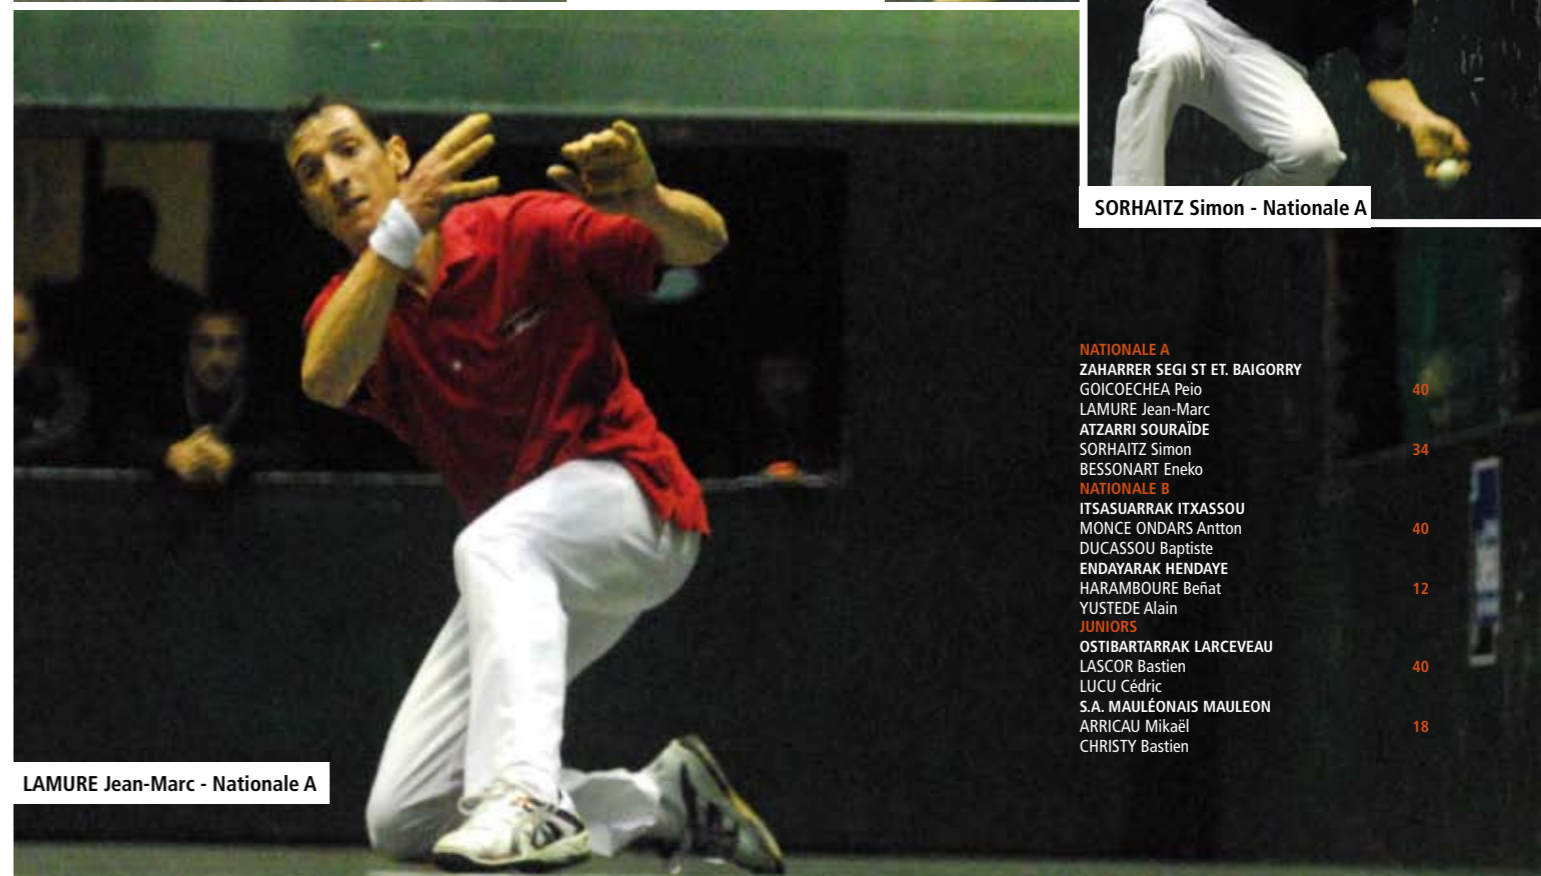 SORHAITZ Simon - Nationale A
NATIONALE A
ZAHARRER SEGI ST ET. BAIGORRY
GOICOECHEA Peio 40
LAMURE Jean-Marc
ATZARRI SOURAÏDE
SORHAITZ Simon 34
BESSONART Eneko
NATIONALE B
ITSASUARRAK ITXASSOU
MONCE ONDARS Antton 40
DUCASSOU Baptiste
ENDAYARAK HENDAYE
HARAMBOURE Beñat 12
YUSTEDE Alain
JUNIORS
OSTIBARTARRAK LARCEVEAU
LASCOR Bastien 40
LUCU Cédric
S.A. MAULÉONAIS MAULEON
ARRICAU Mikaël 18
CHRISTY Bastien
LAMURE Jean-Marc - Nationale A